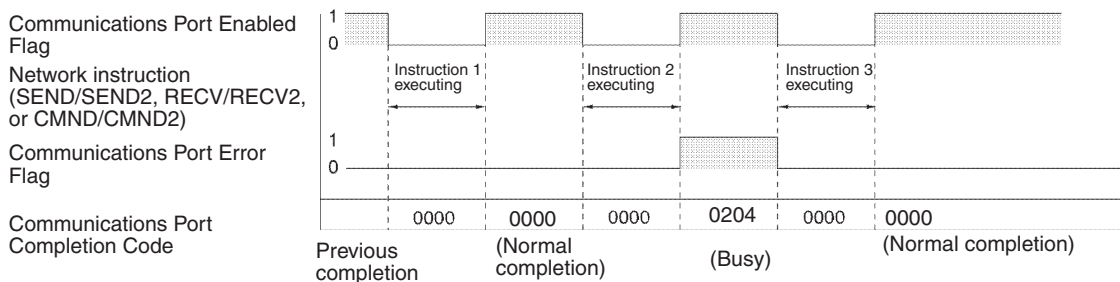 Communications Port Enabled
Flag
1
0
Network instruction
(SEND/SEND2, RECV/RECV2,
or CMND/CMND2)
Instruction 1
executing
Instruction 2
executing
Instruction 3
executing
Communications Port Error
Flag
1
0
Communications Port
Completion Code
0000
0000
0000
0204
0000
0000
Previous
completion
(Normal
completion)
(Busy)
(Normal completion)